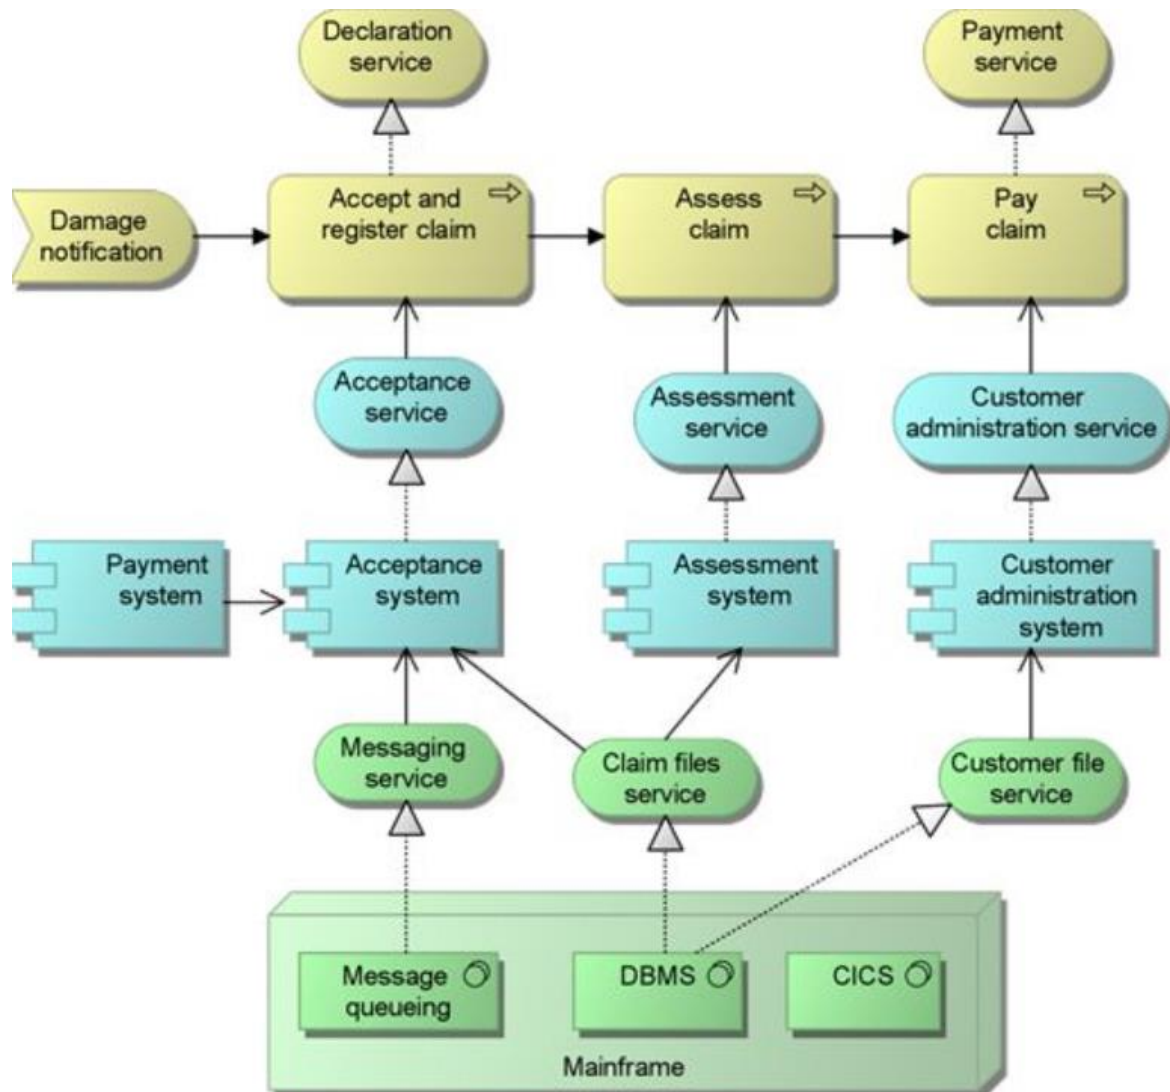 Declaration
service
Payment
service
Damage
notification
Accept and
register claim
Assess
claim
Pay
claim
Acceptance
service
Assessment
service
Customer
administration service
Payment
system
Acceptance
system
Assessment
system
Customer
administration
system
Messaging
service
Claim files
service
Customer file
service
Message
queueing
DBMS
CICS
Mainframe